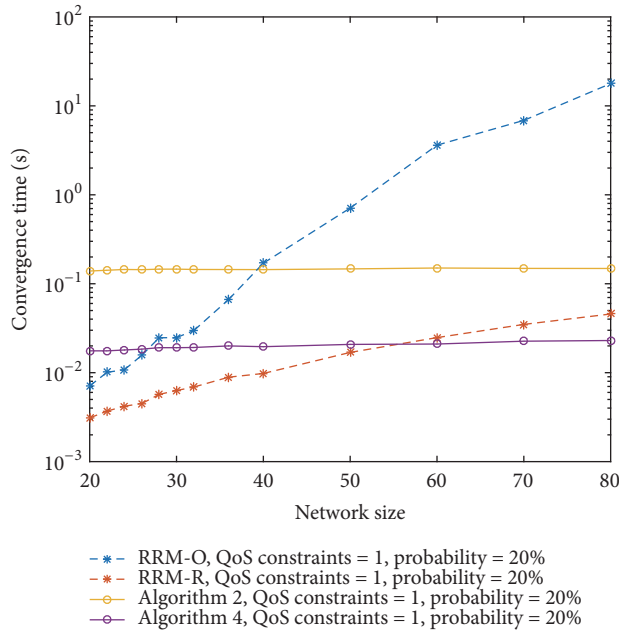 10^2
10^1
10^0
10^-1
10^-2
10^-3
Convergence time (s)
20 30 40 50 60 70 80
Network size
RRM-O, QoS constraints = 1, probability = 20%
RRM-R, QoS constraints = 1, probability = 20%
Algorithm 2, QoS constraints = 1, probability = 20%
Algorithm 4, QoS constraints = 1, probability = 20%